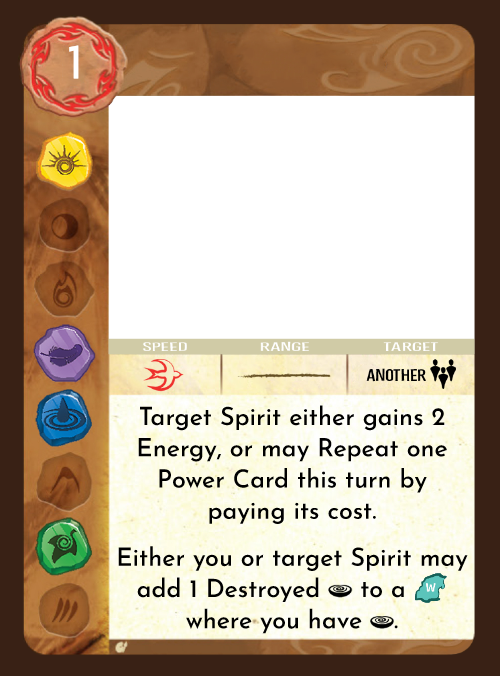 1
SPEED RANGE TARGET
ANOTHER
Target Spirit either gains 2
Energy, or may Repeat one
Power Card this turn by
paying its cost.
Either you or target Spirit may
add 1 Destroyed to a W
where you have .